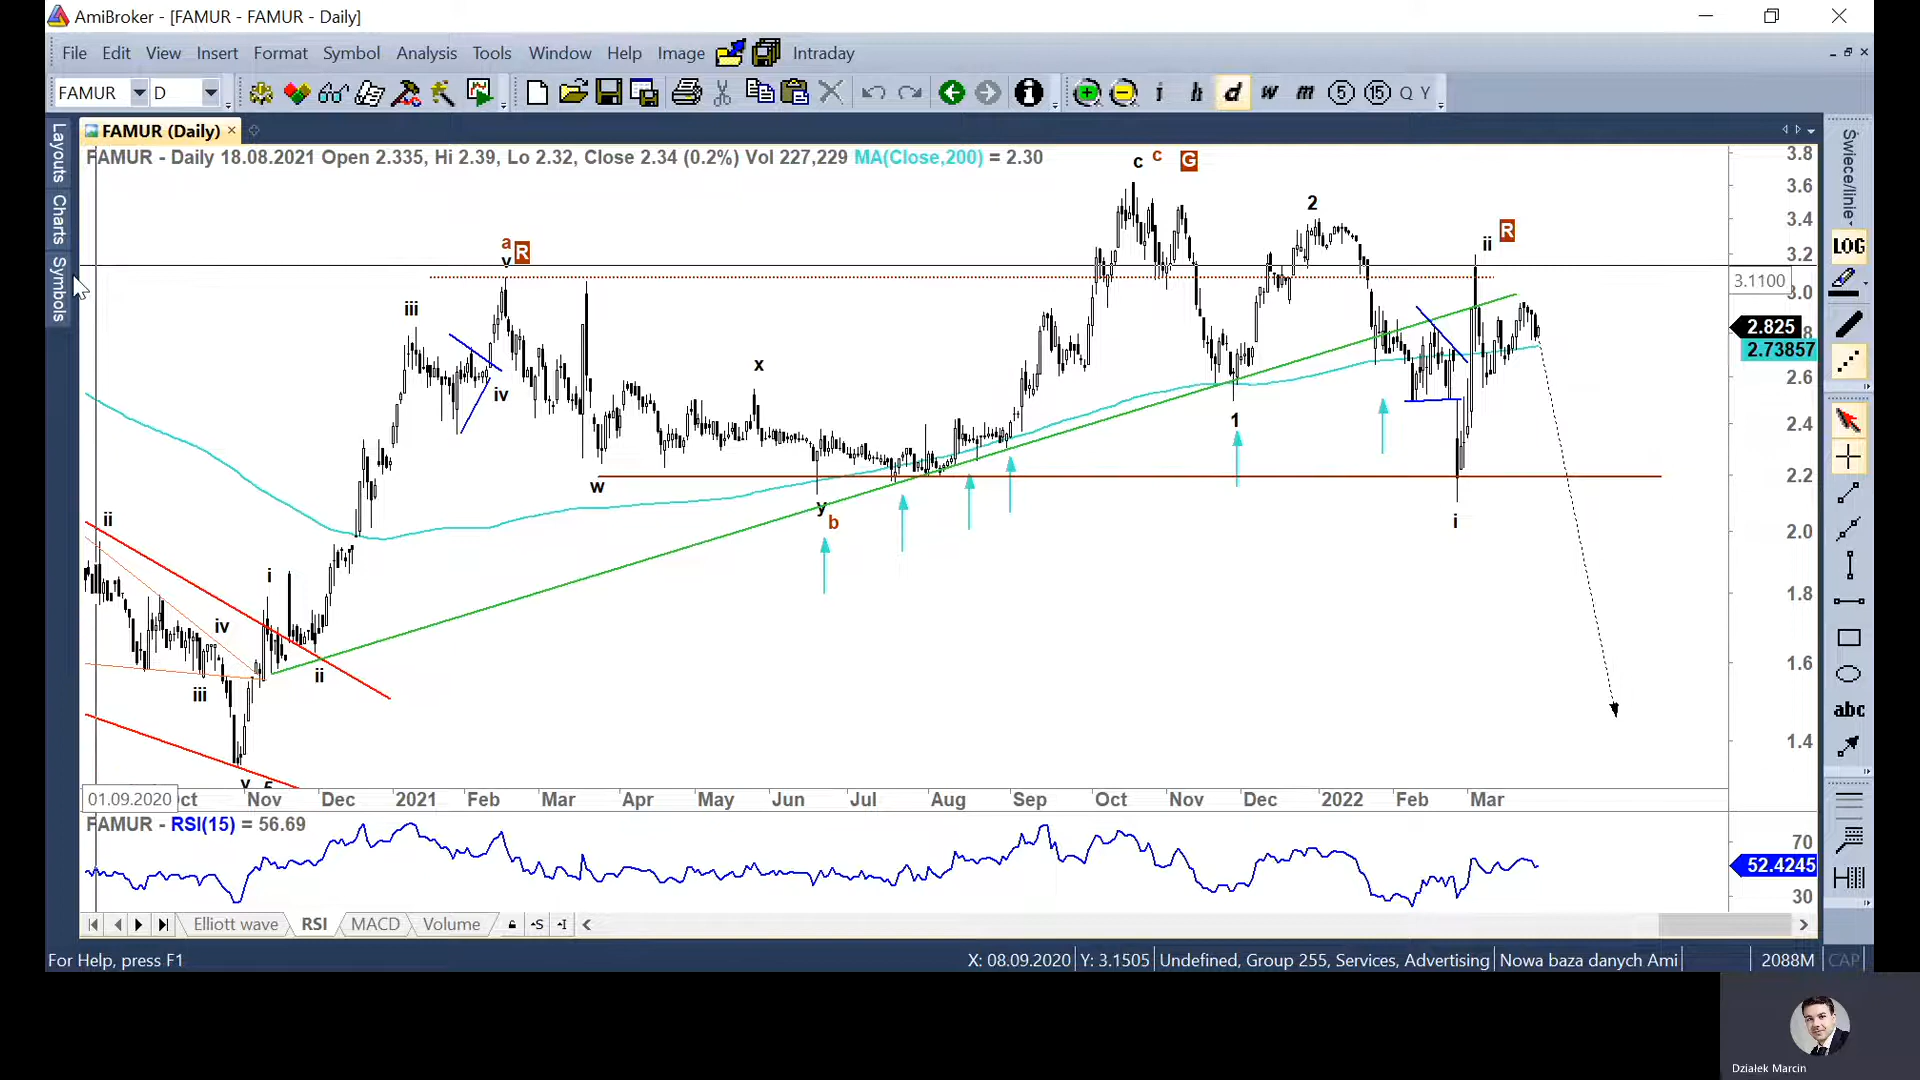 AmiBroker - [FAMUR - FAMUR - Daily]
File Edit View Insert Format Symbol Analysis Tools Window Help Image Intraday
FAMUR D i h d w m 5 15 Q Y
FAMUR (Daily)
Layouts
Charts
Symbols
FAMUR - Daily 18.08.2021 Open 2.335, Hi 2.39, Lo 2.32, Close 2.34 (0.2%) Vol 227,229 MA(Close,200) = 2.30
c c G
2
ii R
a R
v
iii
iv
x
w
1
y b
i
ii
i
iv
ii
iii
3.8
3.6
3.4
3.2
3.1100
3.0
2.825
2.73857
2.6
2.4
2.2
2.0
1.8
1.6
1.4
01.09.2020 Nov Dec 2021 Feb Mar Apr Jun May Jul Aug Sep Oct Nov Dec 2022 Feb Mar
FAMUR - RSI(15) = 56.69
70
52.4245
30
Elliott wave RSI MACD Volume S I
For Help, press F1
X: 08.09.2020 Y: 3.1505 Undefined, Group 255, Services, Advertising Nowa baza danych Ami 2088M CAP
Świece/linie
LOG
abc
Działek Marcin